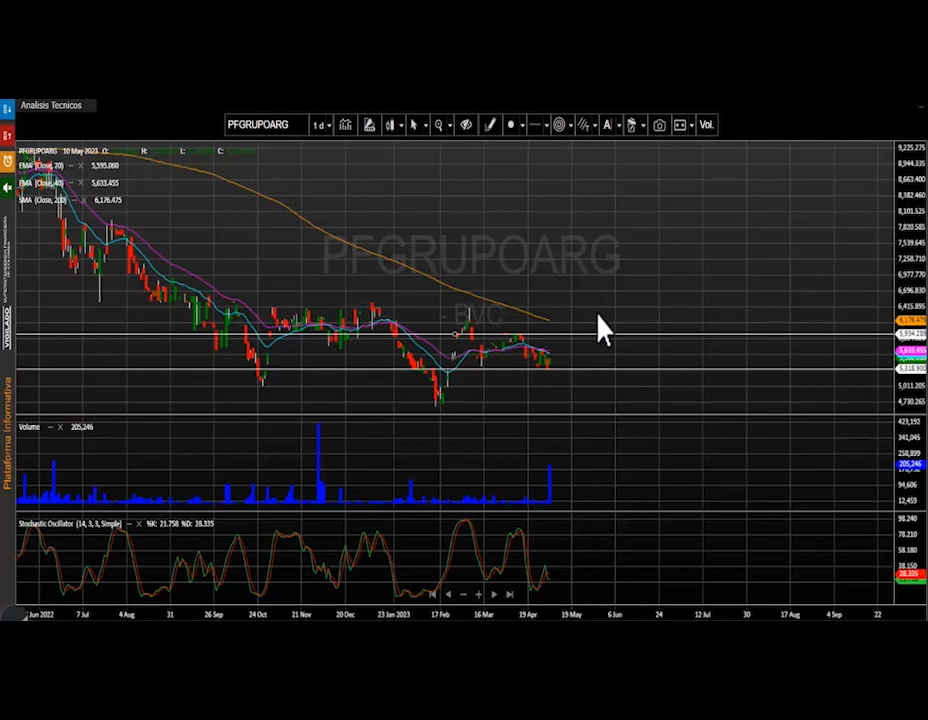 Analisis Tecnicos
PFGRUPOARG 1 d A Vol.
PFGRUPOARG 10 May 2023 O: H: L: C:
EMA (Close, 20) 5,595.060
EMA (Close, 40) 5,633.455
SMA (Close, 200) 6,176.475
PFGRUPOARG
- BVC
9,225.275
8,944.335
8,663.400
8,382.460
8,101.525
7,820.585
7,539.645
7,258.710
6,977.770
6,696.830
6,415.895
6,176.475
5,934.285
5,633.455
5,318.900
5,011.205
4,730.265
Volume 205,246
423,192
341,045
258,899
205,246
94,606
12,459
Stochastic Oscillator (14, 3, 3, Simple) %K: 21.758 %D: 28.335
98.240
78.210
58.180
38.150
28.335
Jun 2022 7 Jul 4 Aug 31 26 Sep 24 Oct 21 Nov 20 Dec 23 Jan 2023 17 Feb 16 Mar 19 Apr 19 May 6 Jun 24 12 Jul 30 17 Aug 4 Sep 22
VIGILADO
Plataforma Informativa